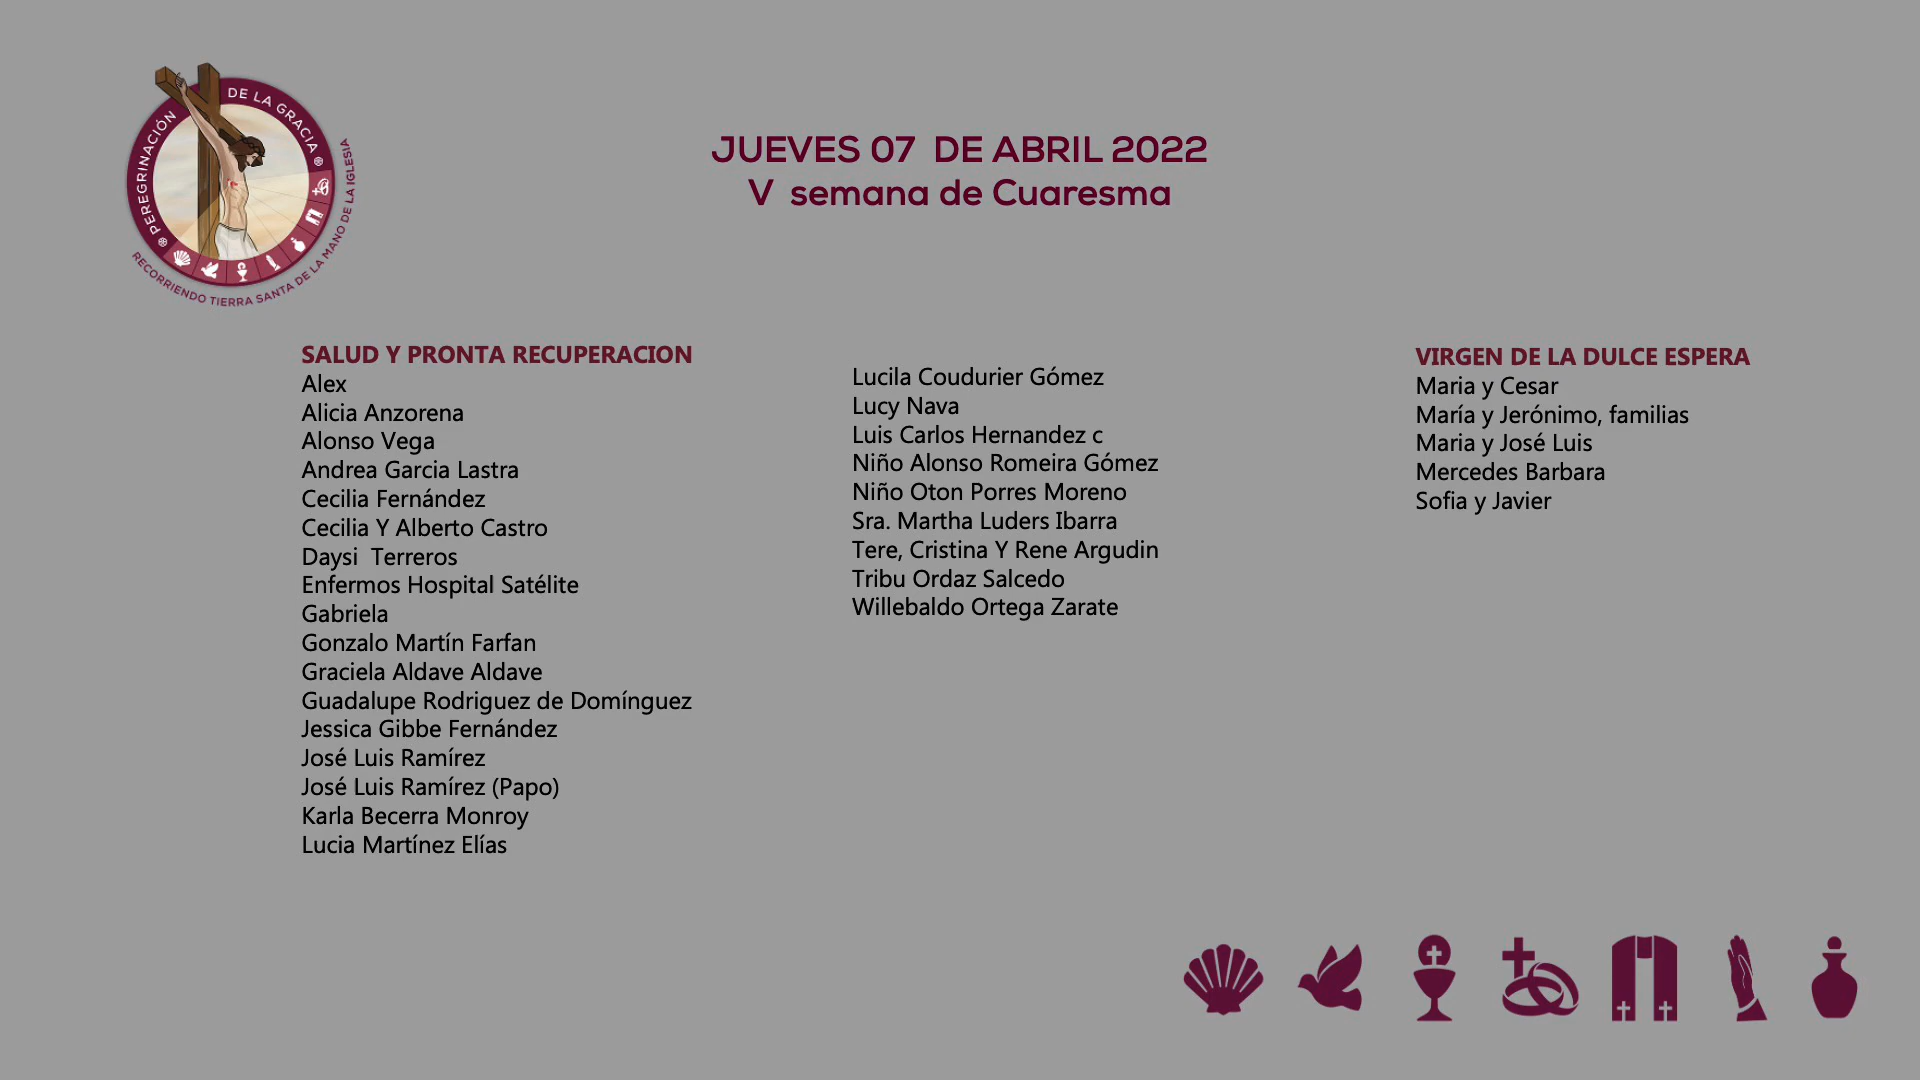 PEREGRINACIÓN DE LA GRACIA
RECORRIENDO TIERRA SANTA DE LA MANO DE LA IGLESIA
JUEVES 07  DE ABRIL 2022
V  semana de Cuaresma
SALUD Y PRONTA RECUPERACION
Alex
Alicia Anzorena
Alonso Vega
Andrea Garcia Lastra
Cecilia Fernández
Cecilia Y Alberto Castro
Daysi  Terreros
Enfermos Hospital Satélite
Gabriela
Gonzalo Martín Farfan
Graciela Aldave Aldave
Guadalupe Rodriguez de Domínguez
Jessica Gibbe Fernández
José Luis Ramírez
José Luis Ramírez (Papo)
Karla Becerra Monroy
Lucia Martínez Elías
Lucila Coudurier Gómez
Lucy Nava
Luis Carlos Hernandez c
Niño Alonso Romeira Gómez
Niño Oton Porres Moreno
Sra. Martha Luders Ibarra
Tere, Cristina Y Rene Argudin
Tribu Ordaz Salcedo
Willebaldo Ortega Zarate
VIRGEN DE LA DULCE ESPERA
Maria y Cesar
María y Jerónimo, familias
Maria y José Luis
Mercedes Barbara
Sofia y Javier